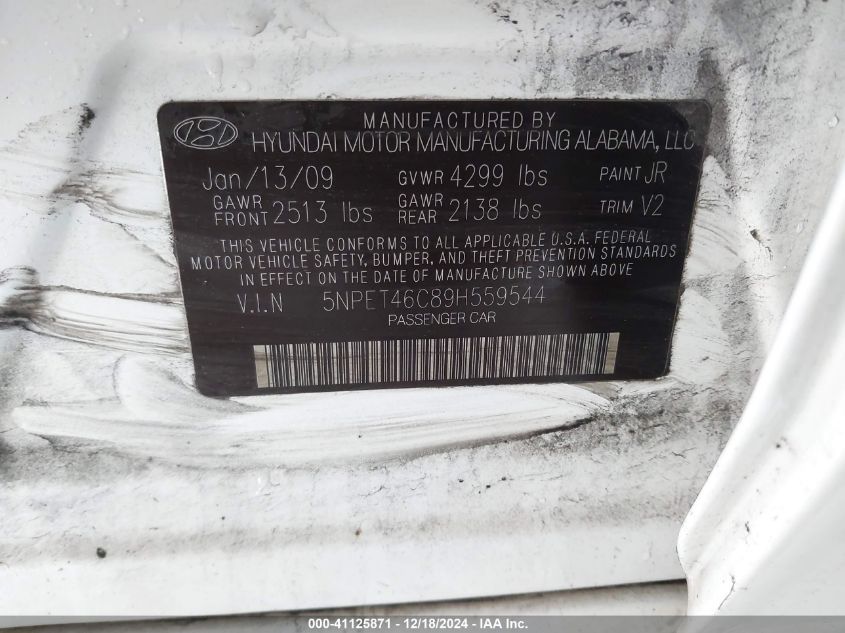 MANUFACTURED BY
HYUNDAI MOTOR MANUFACTURING ALABAMA, LLC
Jan/13/09 GVWR 4299 lbs PAINT JR
GAWR FRONT 2513 lbs GAWR REAR 2138 lbs TRIM V2
THIS VEHICLE CONFORMS TO ALL APPLICABLE U.S.A. FEDERAL
MOTOR VEHICLE SAFETY, BUMPER, AND THEFT PREVENTION STANDARDS
IN EFFECT ON THE DATE OF MANUFACTURING SHOWN ABOVE
V.I.N 5NPET46C89H559544
PASSENGER CAR
000-41125871 - 12/18/2024 - IAA Inc.